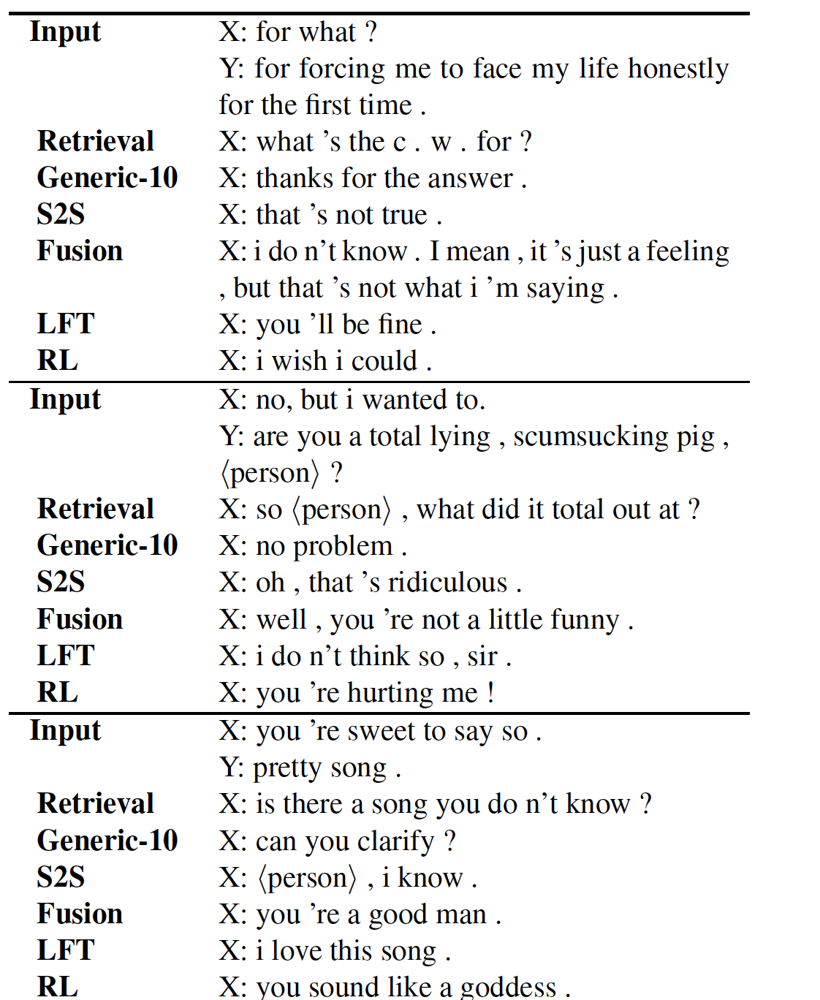 Input X: for what ?
Y: for forcing me to face my life honestly
for the first time .
Retrieval X: what ’s the c . w . for ?
Generic-10 X: thanks for the answer .
S2S X: that ’s not true .
Fusion X: i do n’t know . I mean , it ’s just a feeling
, but that ’s not what i ’m saying .
LFT X: you ’ll be fine .
RL X: i wish i could .
Input X: no, but i wanted to.
Y: are you a total lying , scumsucking pig ,
⟨person⟩ ?
Retrieval X: so ⟨person⟩ , what did it total out at ?
Generic-10 X: no problem .
S2S X: oh , that ’s ridiculous .
Fusion X: well , you ’re not a little funny .
LFT X: i do n’t think so , sir .
RL X: you ’re hurting me !
Input X: you ’re sweet to say so .
Y: pretty song .
Retrieval X: is there a song you do n’t know ?
Generic-10 X: can you clarify ?
S2S X: ⟨person⟩ , i know .
Fusion X: you ’re a good man .
LFT X: i love this song .
RL X: you sound like a goddess .